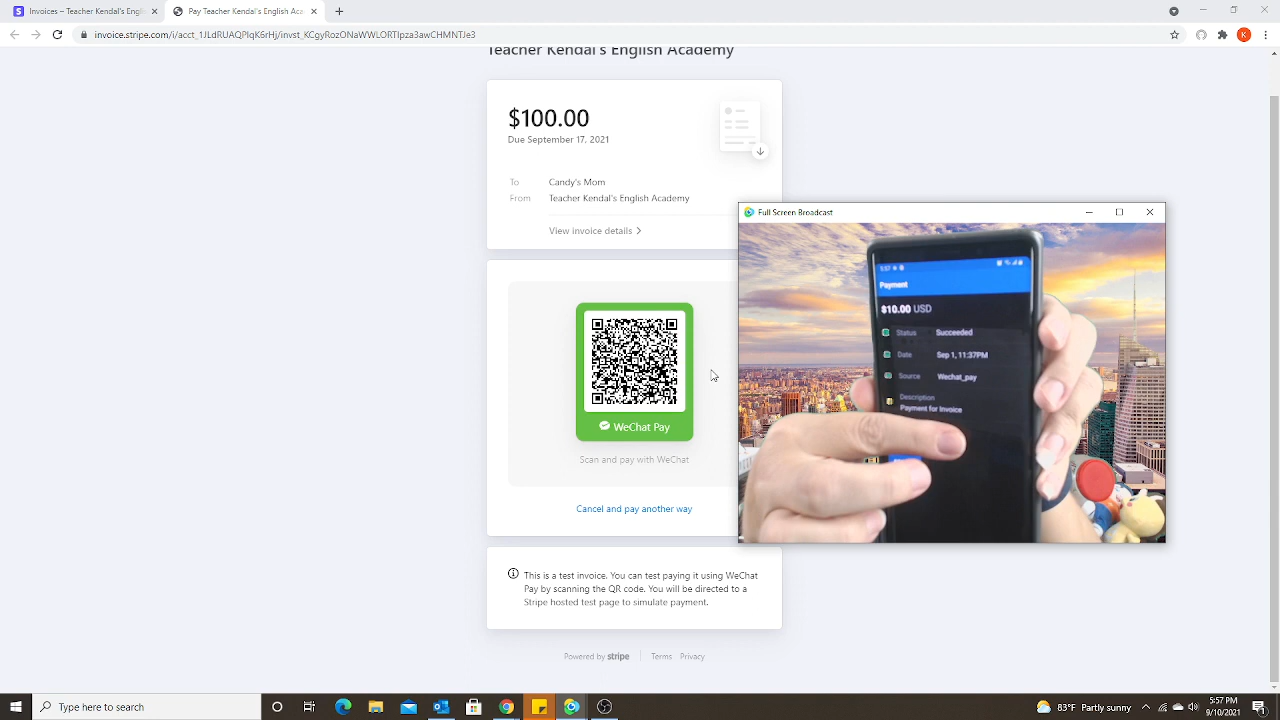 Invoices – Teacher Kendal's Engli
Pay Teacher Kendal's English Aca
invoice.stripe.com/i/acct_1JLdRUAQPIqK6rHj/invst_KCgyRozONaWWLORTIpza3awCHMNTJe3
K
Teacher Kendal's English Academy
$100.00
Due September 17, 2021
To Candy's Mom
From Teacher Kendal's English Academy
View invoice details
WeChat Pay
Scan and pay with WeChat
Cancel and pay another way
This is a test invoice. You can test paying it using WeChat
Pay by scanning the QR code. You will be directed to a
Stripe hosted test page to simulate payment.
Powered by stripe Terms Privacy
Full Screen Broadcast
Payment
$10.00 USD
Status Succeeded
Date Sep 1, 11:37PM
Source Wechat_pay
Description
Payment for Invoice
Type here to search
83°F Partly sunny
5:57 PM
9/10/2021